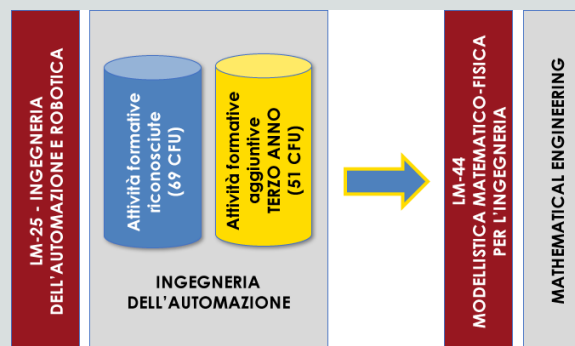 LM-25 - INGEGNERIA
DELL'AUTOMAZIONE E ROBOTICA
Attività formative
riconosciute
(69 CFU)
Attività formative
aggiuntive
TERZO ANNO
(51 CFU)
INGEGNERIA
DELL'AUTOMAZIONE
LM-44
MODELLISTICA MATEMATICO-FISICA
PER L'INGEGNERIA
MATHEMATICAL ENGINEERING